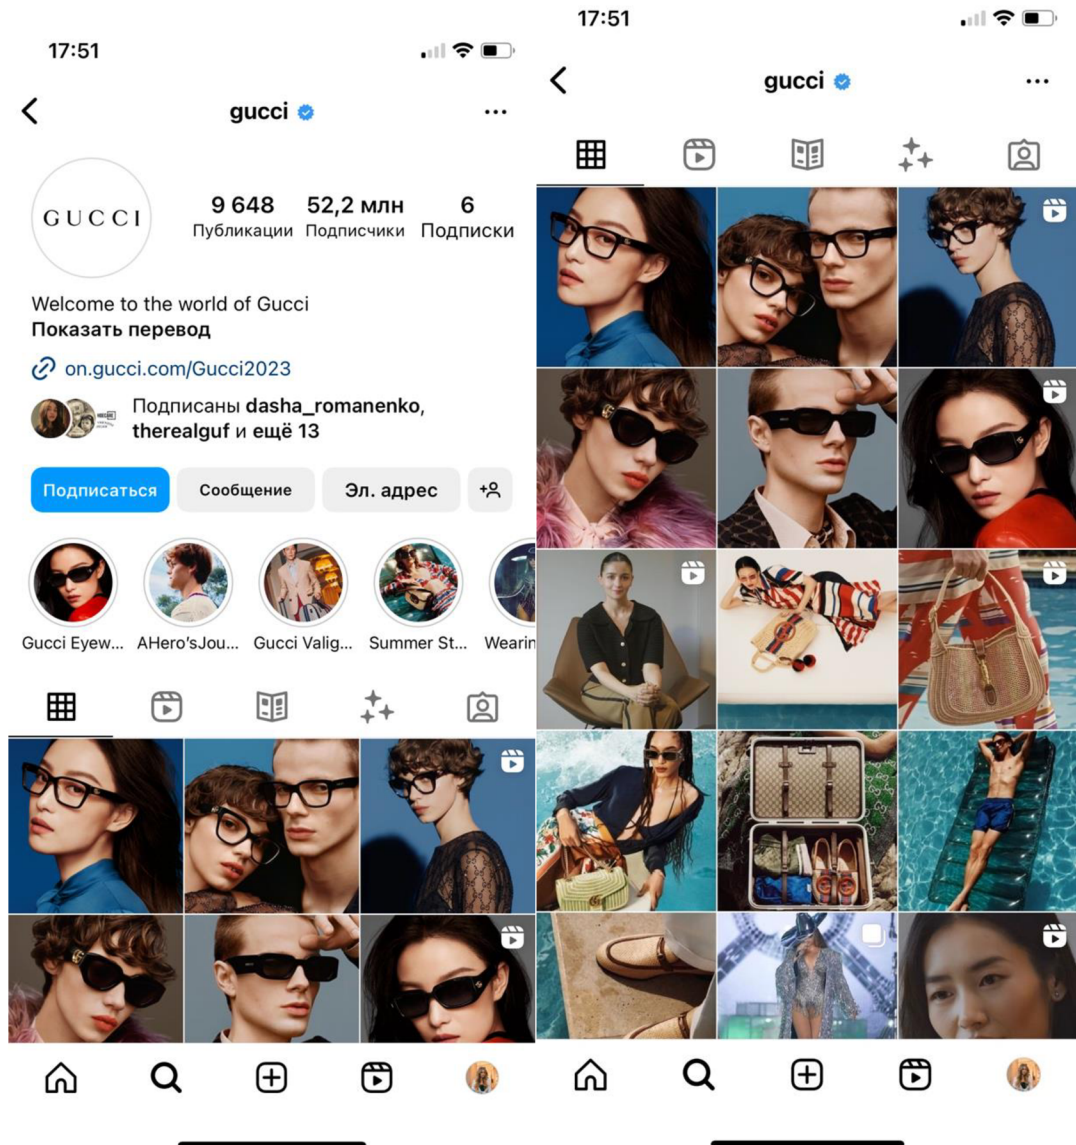 17:51
gucci
GUCCI
9 648
52,2 млн
6
Публикации
Подписчики
Подписки
Welcome to the world of Gucci
Показать перевод
on.gucci.com/Gucci2023
Подписаны dasha_romanenko,
therealguf и ещё 13
Подписаться
Сообщение
Эл. адрес
Gucci Eyew...
AHero'sJou...
Gucci Valig...
Summer St...
Wearin
17:51
gucci